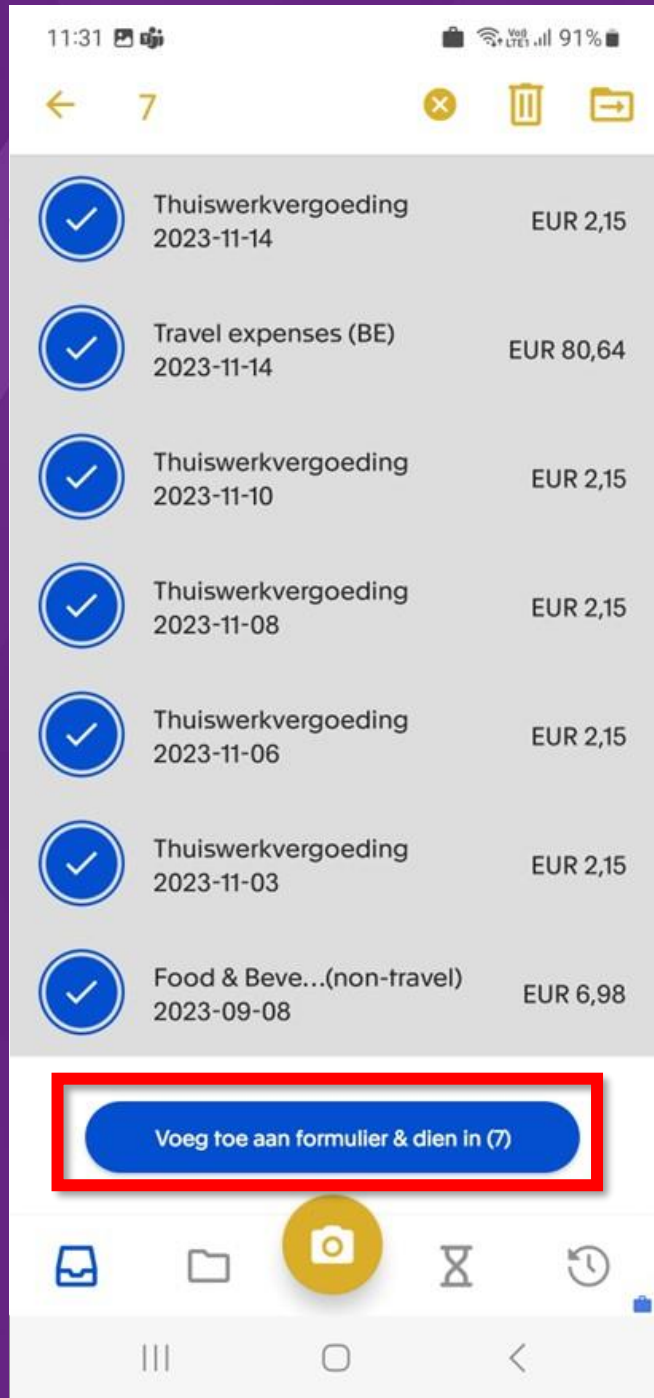 11:31 91%
7
Thuiswerkvergoeding
2023-11-14
EUR 2,15
Travel expenses (BE)
2023-11-14
EUR 80,64
Thuiswerkvergoeding
2023-11-10
EUR 2,15
Thuiswerkvergoeding
2023-11-08
EUR 2,15
Thuiswerkvergoeding
2023-11-06
EUR 2,15
Thuiswerkvergoeding
2023-11-03
EUR 2,15
Food & Beve...(non-travel)
2023-09-08
EUR 6,98
Voeg toe aan formulier & dien in (7)